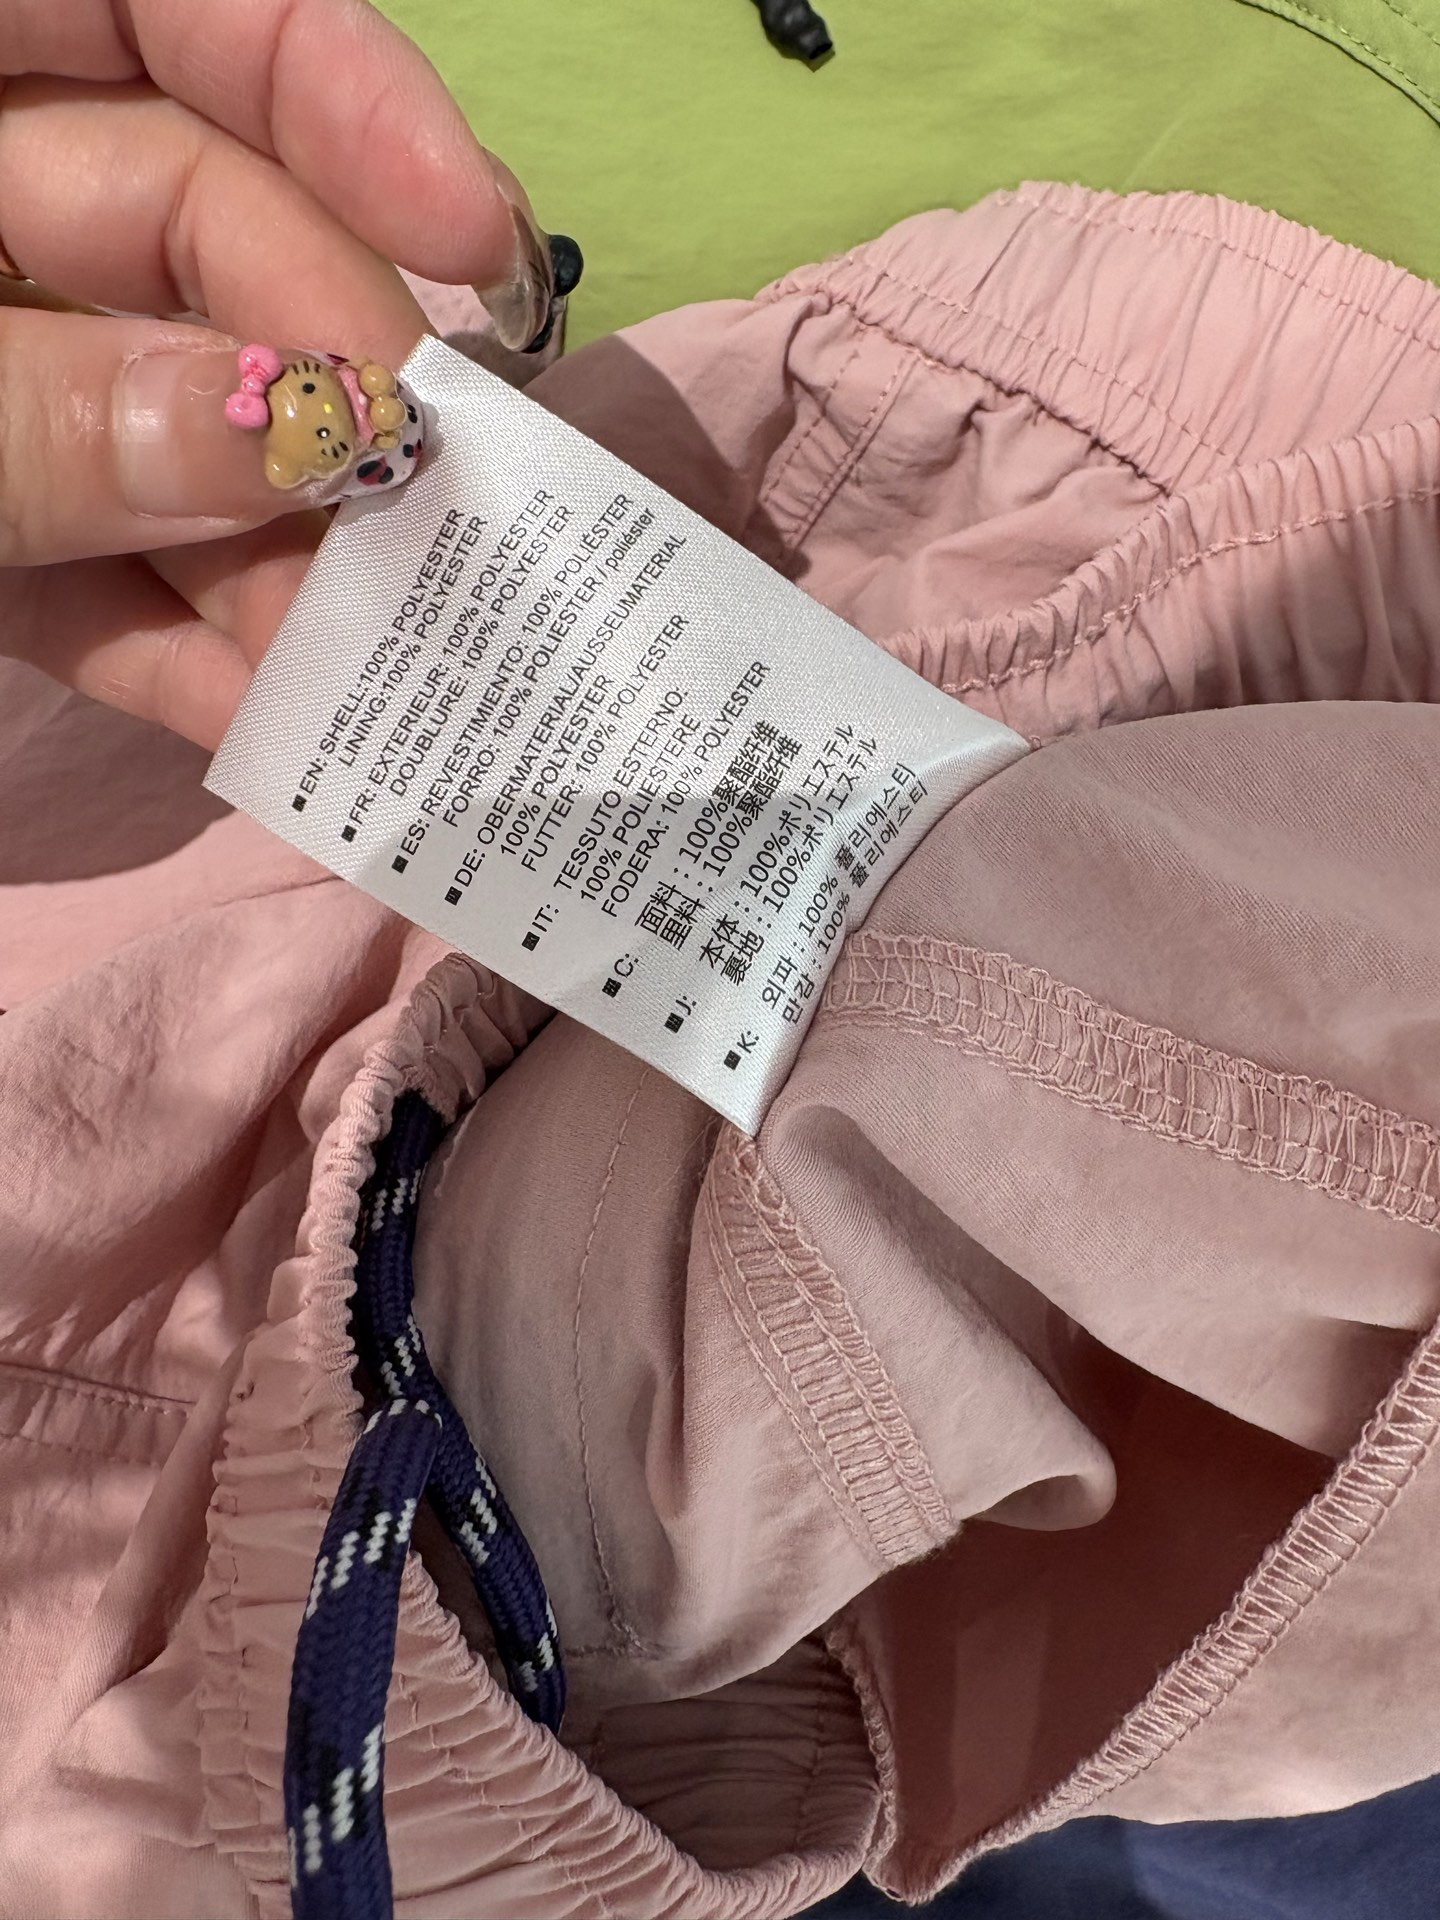 EN: SHELL:100% POLYESTER
LINING:100% POLYESTER
FR: EXTERIEUR: 100% POLYESTER
DOUBLURE: 100% POLYESTER
ES: REVESTIMIENTO: 100% POLIÉSTER
FORRO: 100% POLIESTER / poliéster
DE: OBERMATERIAL/AUSSEUMATERIAL
100% POLYESTER
FUTTER: 100% POLYESTER
IT: TESSUTO ESTERNO.
100% POLIESTERE
FODERA: 100% POLYESTER
C: 面料：100%聚酯纤维
里料：100%聚酯纤维
J: 本体：100%ポリエステル
裏地：100%ポリエステル
K: 외피 : 100% 폴리에스터
안감 : 100% 폴리에스터